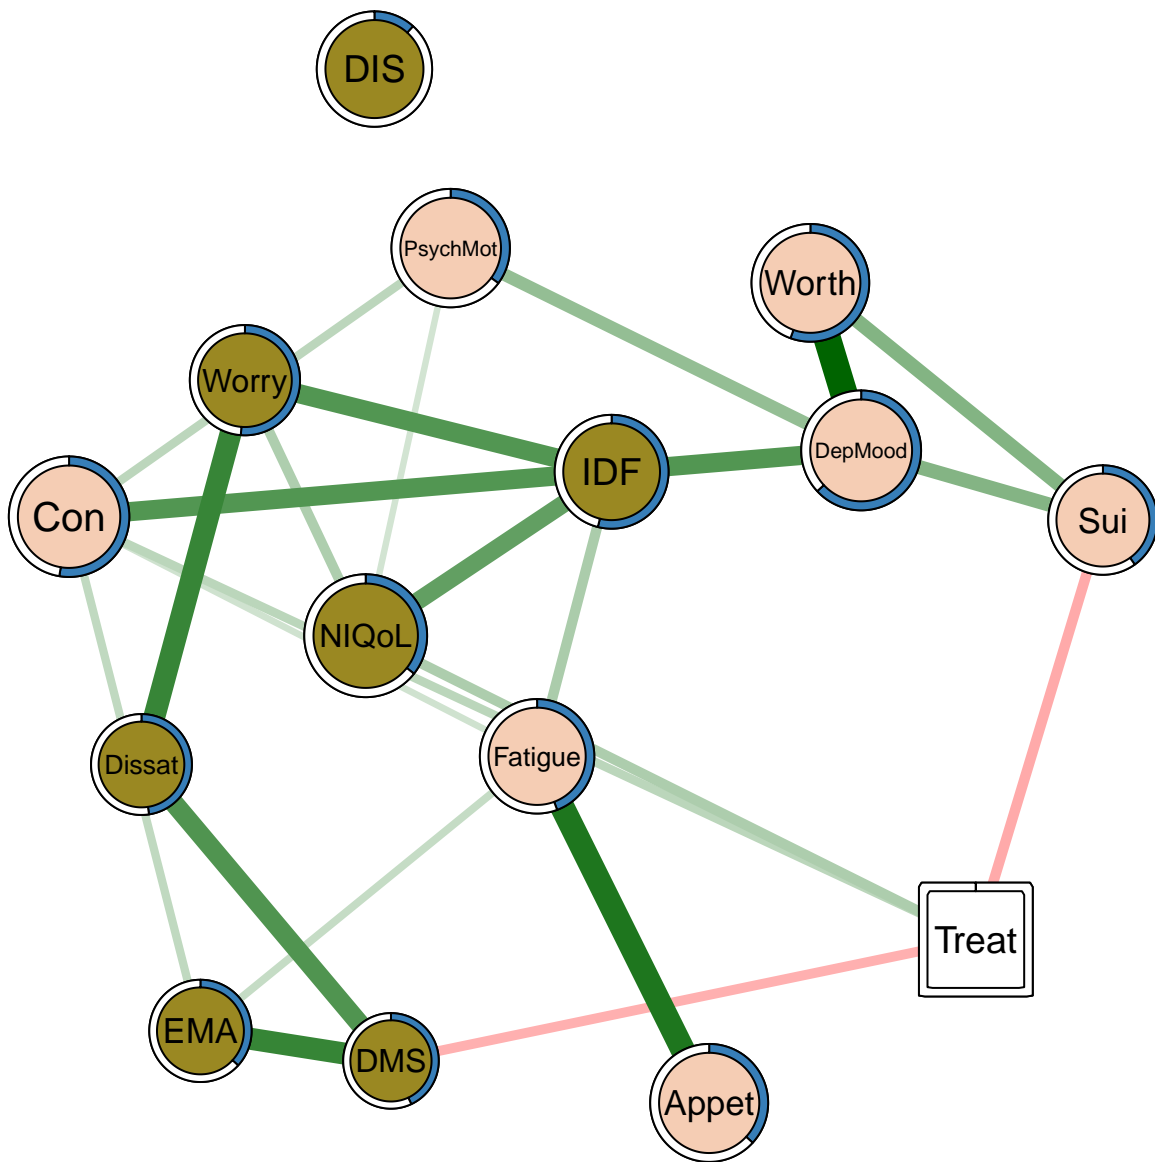 DIS
PsychMot
Worth
Worry
DepMood
IDF
Con
Sui
NIQoL
Fatigue
Dissat
Treat
EMA
DMS
Appet